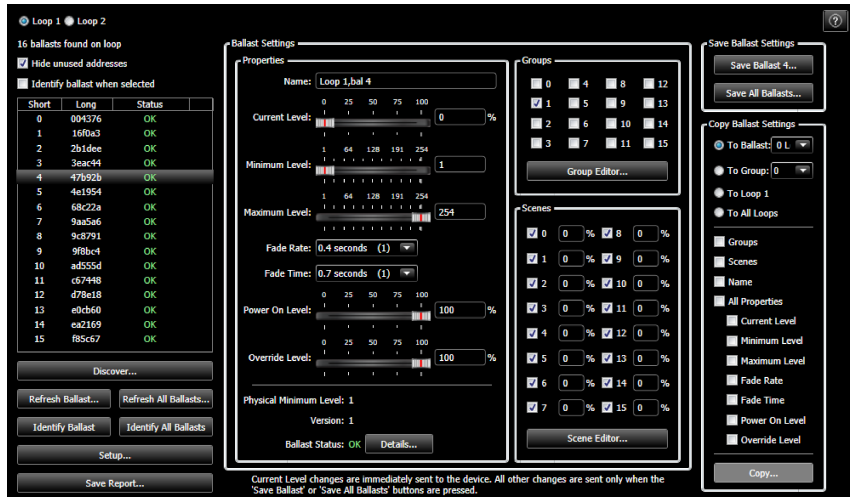 Loop 1 Loop 2
?
16 ballasts found on loop
Hide unused addresses
Identify ballast when selected
Short Long Status
0 004376 OK
1 16f0a3 OK
2 2b1dee OK
3 3eac44 OK
4 47b92b OK
5 4e1954 OK
6 68c22a OK
7 9aa5a6 OK
8 9c8791 OK
9 9f8bc4 OK
10 ad555d OK
11 c67448 OK
12 d78e18 OK
13 e0cb60 OK
14 ea2169 OK
15 f85c67 OK
Discover...
Refresh Ballast... Refresh All Ballasts...
Identify Ballast Identify All Ballasts
Setup...
Save Report...
Ballast Settings
Properties
Name: Loop 1,bal 4
0 25 50 75 100
Current Level: 0 %
1 64 128 191 254
Minimum Level: 1
1 64 128 191 254
Maximum Level: 254
Fade Rate: 0.4 seconds (1)
Fade Time: 0.7 seconds (1)
0 25 50 75 100
Power On Level: 100 %
0 25 50 75 100
Override Level: 100 %
Physical Minimum Level: 1
Version: 1
Ballast Status: OK Details...
Groups
0 4 8 12
1 5 9 13
2 6 10 14
3 7 11 15
Group Editor...
Scenes
0 0 % 8 0 %
1 0 % 9 0 %
2 0 % 10 0 %
3 0 % 11 0 %
4 0 % 12 0 %
5 0 % 13 0 %
6 0 % 14 0 %
7 0 % 15 0 %
Scene Editor...
Current Level changes are immediately sent to the device. All other changes are sent only when the
'Save Ballast' or 'Save All Ballasts' buttons are pressed.
Save Ballast Settings
Save Ballast 4...
Save All Ballasts...
Copy Ballast Settings
To Ballast: 0 L
To Group: 0
To Loop 1
To All Loops
Groups
Scenes
Name
All Properties
Current Level
Minimum Level
Maximum Level
Fade Rate
Fade Time
Power On Level
Override Level
Copy...